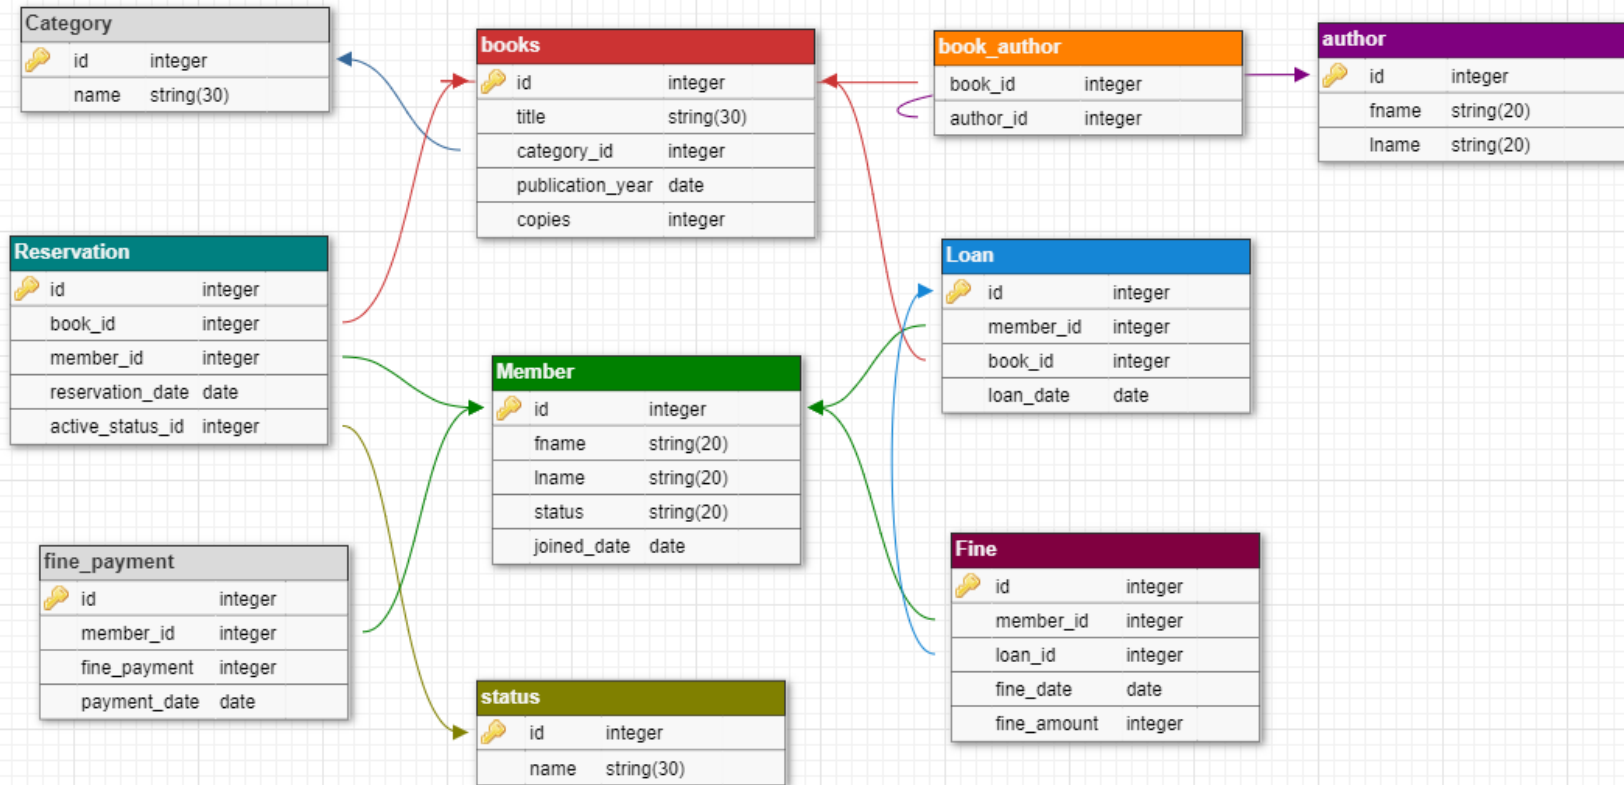 Category
id integer
name string(30)
books
id integer
title string(30)
category_id integer
publication_year date
copies integer
book_author
book_id integer
author_id integer
author
id integer
fname string(20)
lname string(20)
Reservation
id integer
book_id integer
member_id integer
reservation_date date
active_status_id integer
Member
id integer
fname string(20)
lname string(20)
status string(20)
joined_date date
Loan
id integer
member_id integer
book_id integer
loan_date date
fine_payment
id integer
member_id integer
fine_payment integer
payment_date date
status
id integer
name string(30)
Fine
id integer
member_id integer
loan_id integer
fine_date date
fine_amount integer